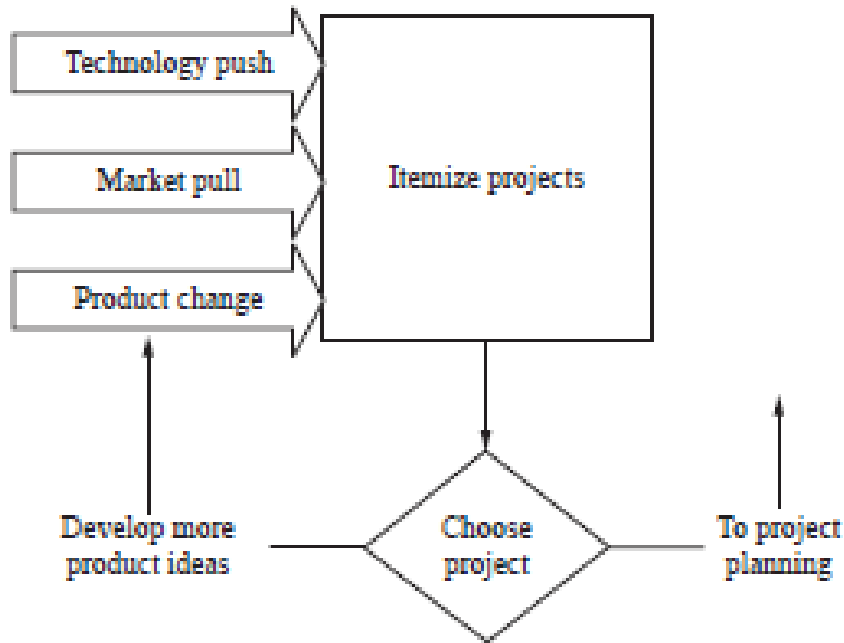 Technology push
Market pull
Itemize projects
Product change
Develop more
product ideas
Choose
project
To project
planning